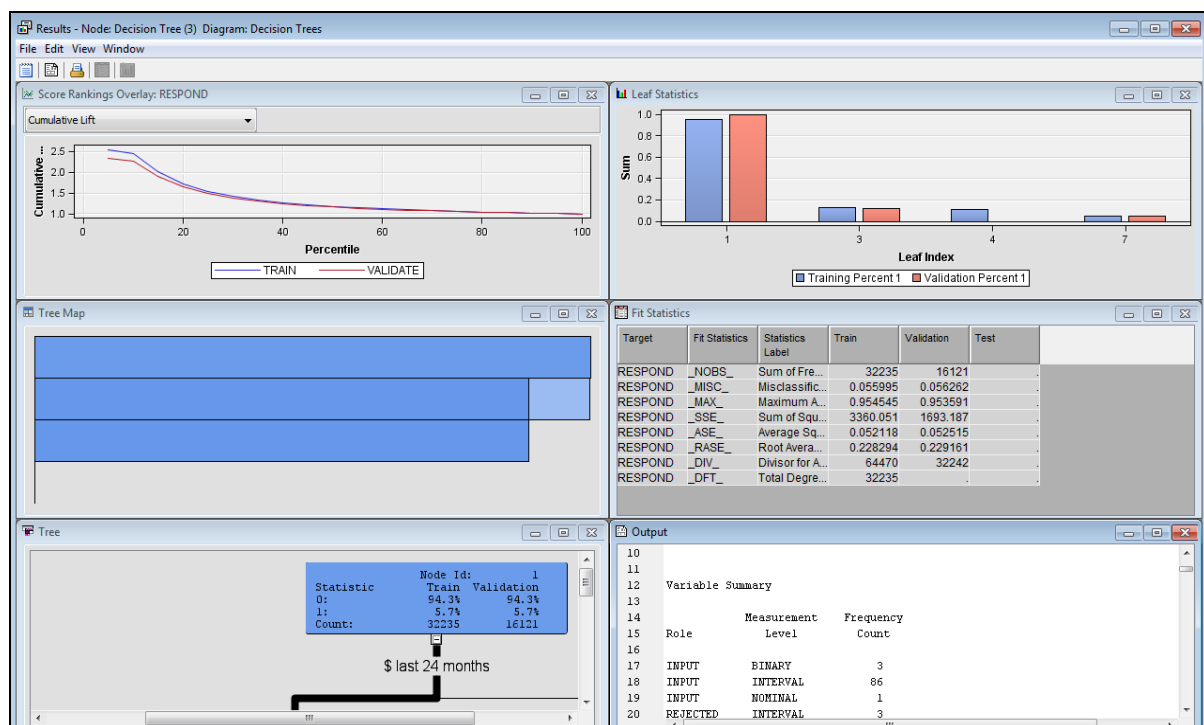 Results - Node: Decision Tree (3) Diagram: Decision Trees
File Edit View Window
Score Rankings Overlay: RESPOND
Cumulative Lift
Cumulative ...
2.5
2.0
1.5
1.0
0 20 40 60 80 100
Percentile
TRAIN VALIDATE
Leaf Statistics
Sum
1.0
0.8
0.6
0.4
0.2
0.0
1 3 4 7
Leaf Index
Training Percent 1 Validation Percent 1
Tree Map
Fit Statistics
Target Fit Statistics Statistics Label Train Validation Test
RESPOND _NOBS_ Sum of Fre... 32235 16121 .
RESPOND _MISC_ Misclassific... 0.055995 0.056262 .
RESPOND _MAX_ Maximum A... 0.954545 0.953591 .
RESPOND _SSE_ Sum of Squ... 3360.051 1693.187 .
RESPOND _ASE_ Average Sq... 0.052118 0.052515 .
RESPOND _RASE_ Root Avera... 0.228294 0.229161 .
RESPOND _DIV_ Divisor for A... 64470 32242 .
RESPOND _DFT_ Total Degre... 32235 . .
Tree
Node Id: 1
Statistic Train Validation
0: 94.3% 94.3%
1: 5.7% 5.7%
Count: 32235 16121
$ last 24 months
Output
10
11
12 Variable Summary
13
14 Measurement Frequency
15 Role Level Count
16
17 INPUT BINARY 3
18 INPUT INTERVAL 86
19 INPUT NOMINAL 1
20 REJECTED INTERVAL 3